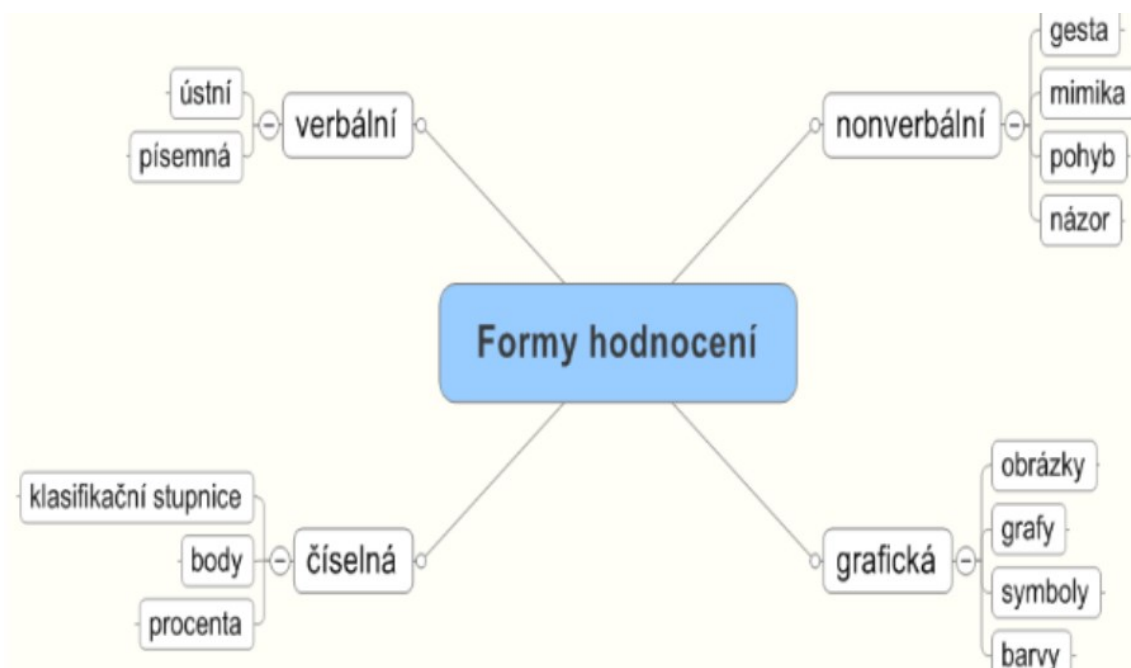 Formy hodnocení
verbální
ústní
písemná
nonverbální
gesta
mimika
pohyb
názor
číselná
klasifikační stupnice
body
procenta
grafická
obrázky
grafy
symboly
barvy